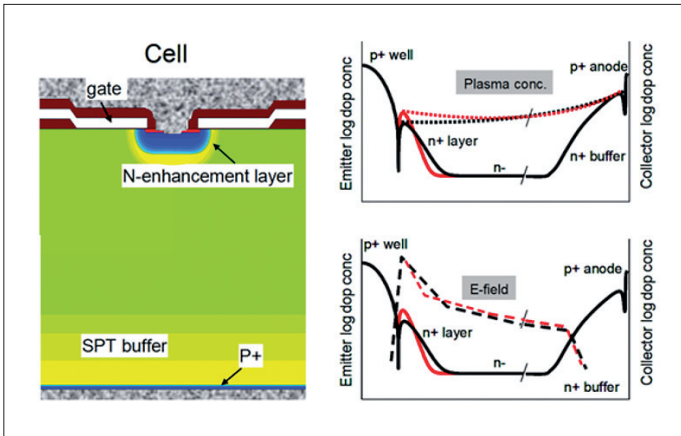 Cell
gate
N-enhancement layer
SPT buffer
P+
p+ well
p+ anode
Plasma conc.
n+ layer
n+ buffer
n-
Emitter log dop conc
Collector log dop conc
p+ well
p+ anode
E-field
n+ layer
n-
n+ buffer
Emitter log dop conc
Collector log dop conc